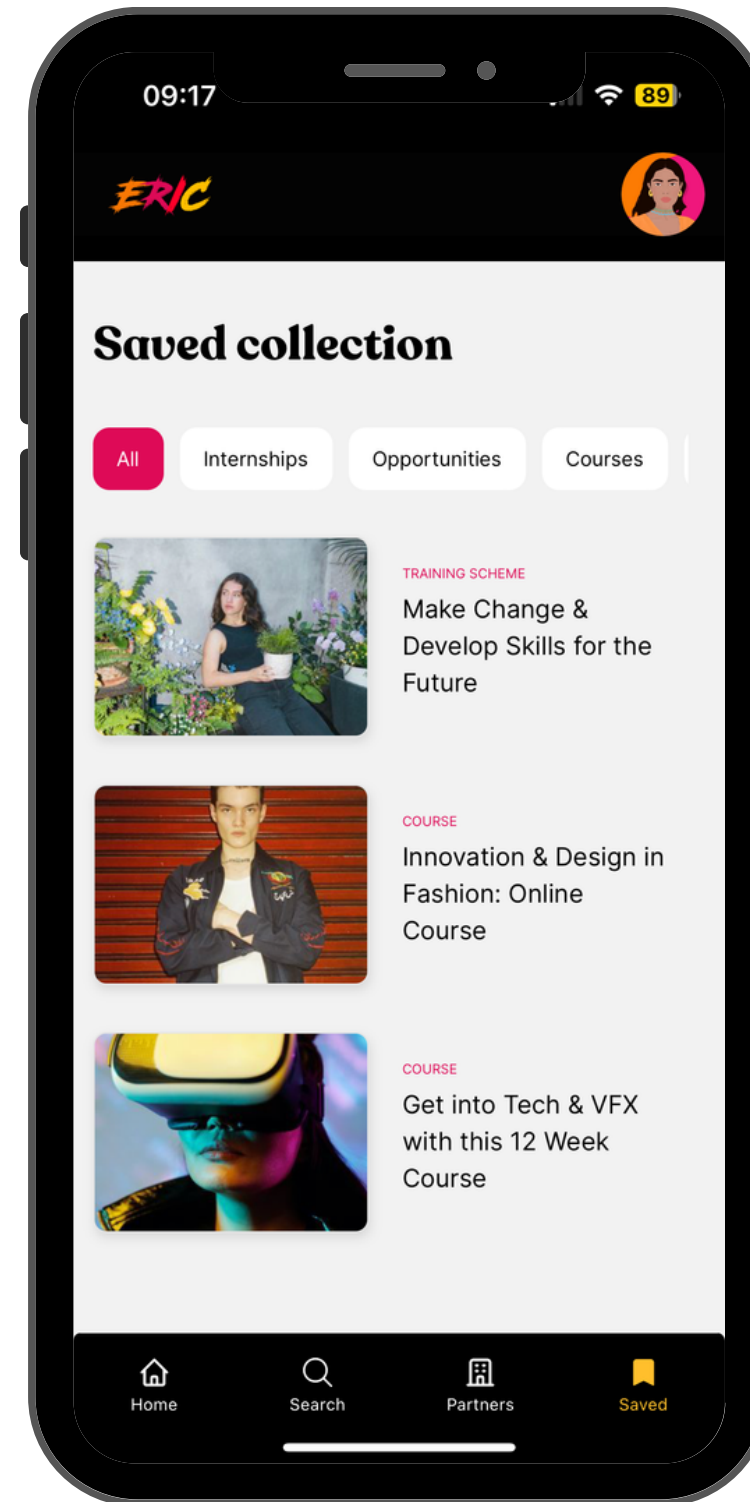 09:17
89
ERIC
Saved collection
All
Internships
Opportunities
Courses
TRAINING SCHEME
Make Change &
Develop Skills for the
Future
COURSE
Innovation & Design in
Fashion: Online
Course
COURSE
Get into Tech & VFX
with this 12 Week
Course
Home
Search
Partners
Saved